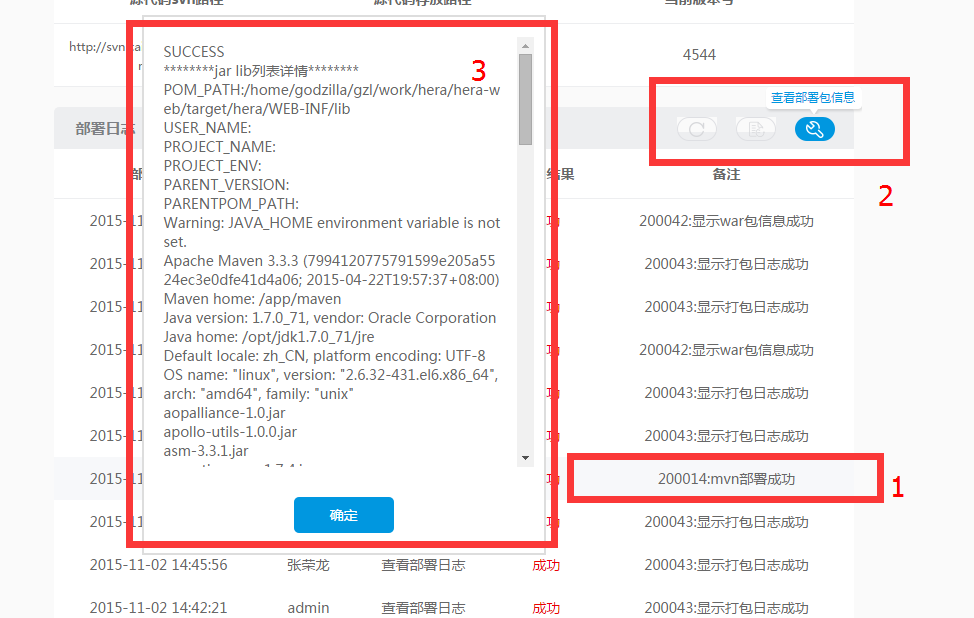 源代码svn路径 源代码存放路径 当前版本号
http://svn
4544
查看部署包信息
部署日志
结果 备注
2015-11 功 200042:显示war包信息成功
2015-11 功 200043:显示打包日志成功
2015-11 功 200043:显示打包日志成功
2015-11 功 200042:显示war包信息成功
2015-11 功 200043:显示打包日志成功
2015-11 功 200043:显示打包日志成功
2015-11 功 200014:mvn部署成功
2015-11 功 200043:显示打包日志成功
2015-11-02 14:45:56 张荣龙 查看部署日志 成功 200043:显示打包日志成功
2015-11-02 14:42:21 admin 查看部署日志 成功 200043:显示打包日志成功
SUCCESS
********jar lib列表详情********
POM_PATH:/home/godzilla/gzl/work/hera/hera-w
eb/target/hera/WEB-INF/lib
USER_NAME:
PROJECT_NAME:
PROJECT_ENV:
PARENT_VERSION:
PARENTPOM_PATH:
Warning: JAVA_HOME environment variable is not
set.
Apache Maven 3.3.3 (7994120775791599e205a55
24ec3e0dfe41d4a06; 2015-04-22T19:57:37+08:00)
Maven home: /app/maven
Java version: 1.7.0_71, vendor: Oracle Corporation
Java home: /opt/jdk1.7.0_71/jre
Default locale: zh_CN, platform encoding: UTF-8
OS name: "linux", version: "2.6.32-431.el6.x86_64",
arch: "amd64", family: "unix"
aopalliance-1.0.jar
apollo-utils-1.0.0.jar
asm-3.3.1.jar
确定
1
2
3